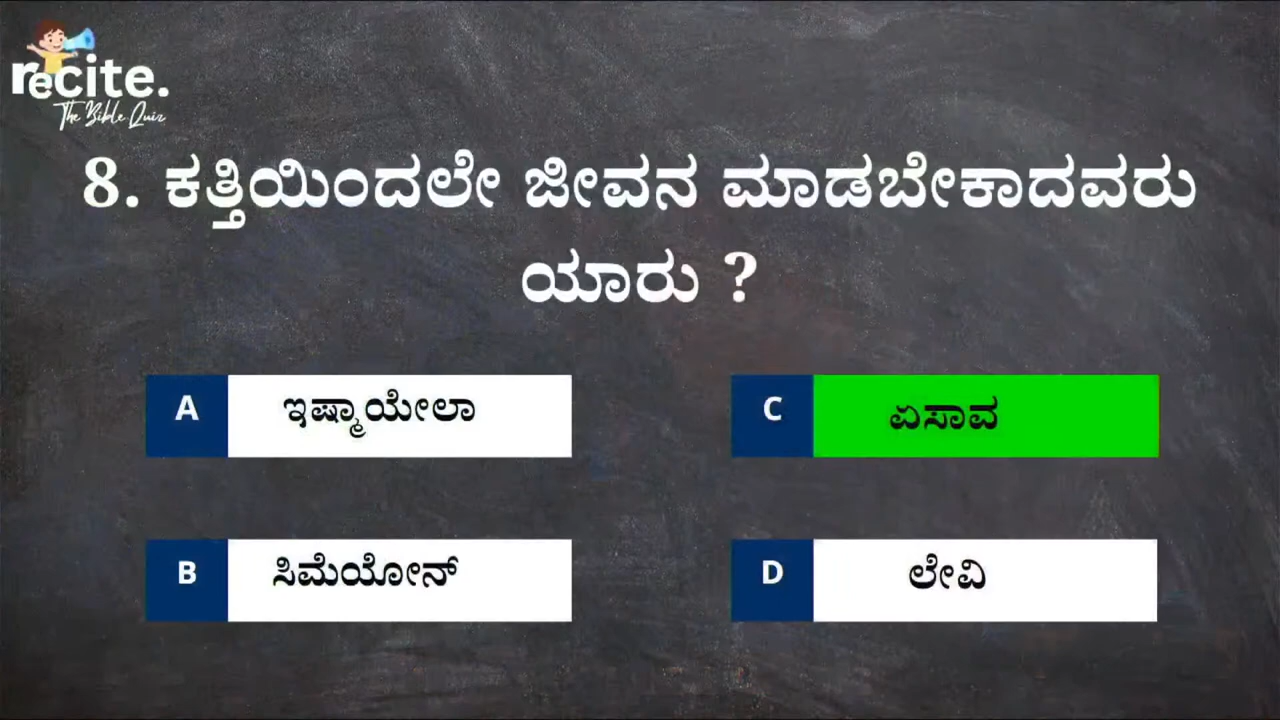 recite.
The Bible Quiz
8. ಕತ್ತಿಯಿಂದಲೇ ಜೀವನ ಮಾಡಬೇಕಾದವರು
ಯಾರು ?
A ಇಷ್ಮಾಯೇಲಾ
C ಏಸಾವ
B ಸಿಮೆಯೋನ್
D ಲೇವಿ